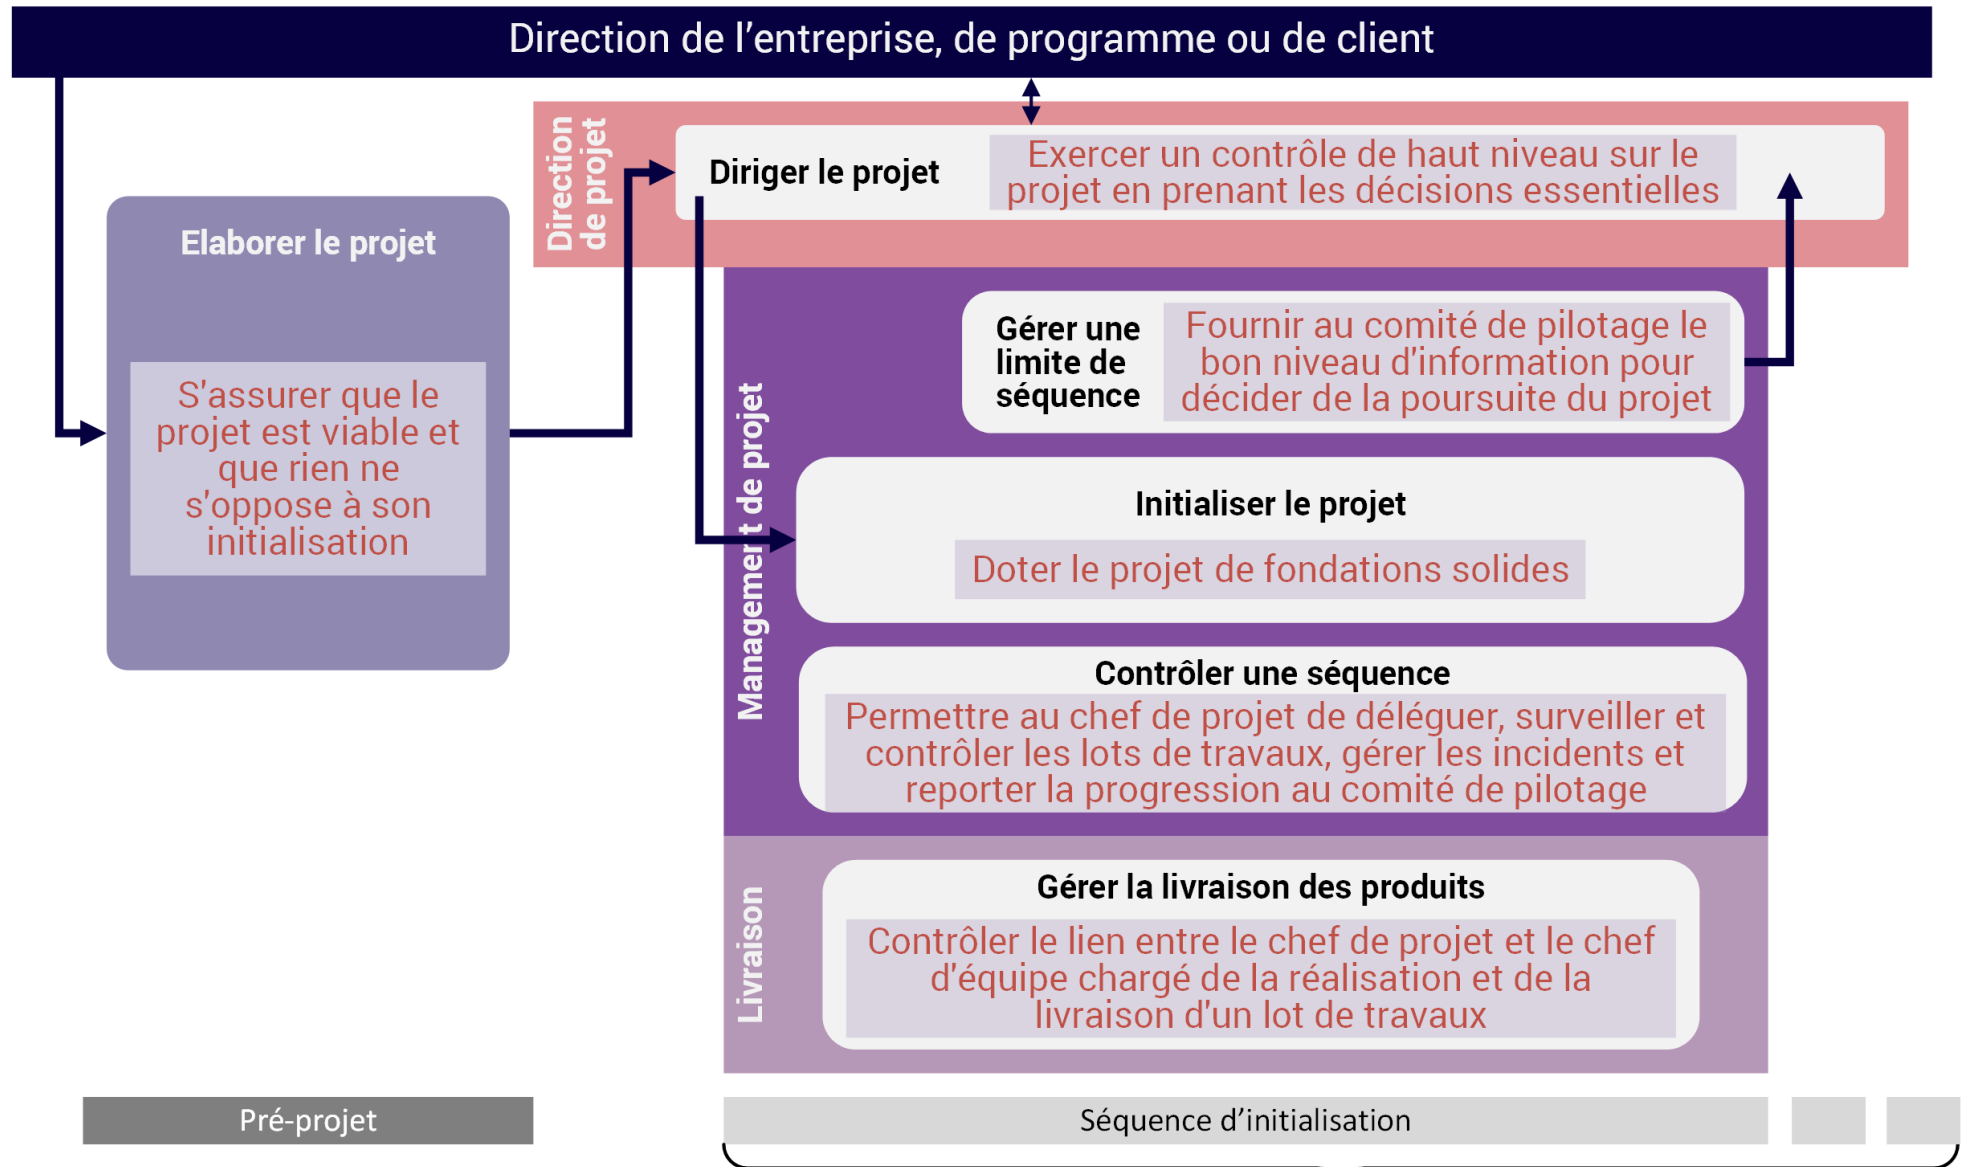 Direction de l'entreprise, de programme ou de client
Direction
de projet
Diriger le projet
Exercer un contrôle de haut niveau sur le
projet en prenant les décisions essentielles
Elaborer le projet
S'assurer que le
projet est viable et
que rien ne
s'oppose à son
initialisation
Management de projet
Gérer une
limite de
séquence
Fournir au comité de pilotage le
bon niveau d'information pour
décider de la poursuite du projet
Initialiser le projet
Doter le projet de fondations solides
Contrôler une séquence
Permettre au chef de projet de déléguer, surveiller et
contrôler les lots de travaux, gérer les incidents et
reporter la progression au comité de pilotage
Livraison
Gérer la livraison des produits
Contrôler le lien entre le chef de projet et le chef
d'équipe chargé de la réalisation et de la
livraison d'un lot de travaux
Pré-projet
Séquence d'initialisation